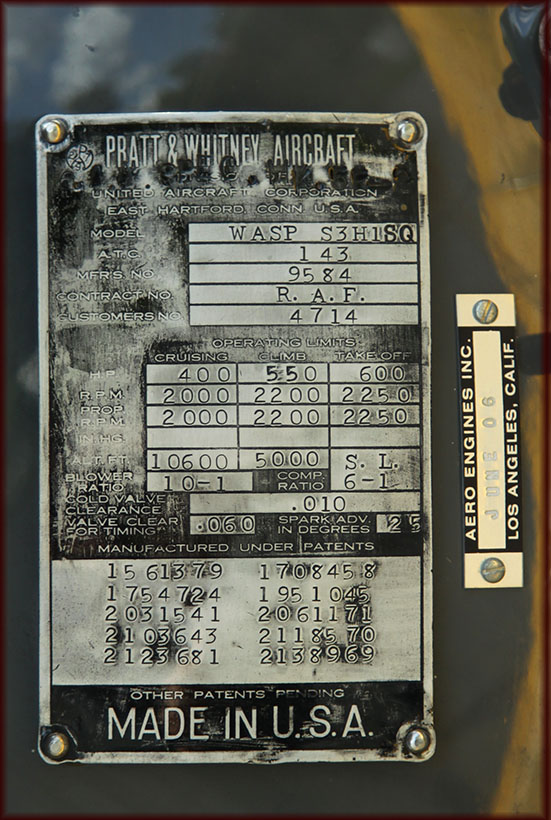 PRATT & WHITNEY AIRCRAFT
UNITED AIRCRAFT CORPORATION
EAST HARTFORD, CONN. U.S.A.
MODEL WASP S3H1SQ
A.T.C. 143
MFR'S. NO. 9584
CONTRACT NO. R. A. F.
CUSTOMERS NO. 4714
OPERATING LIMITS
CRUISING CLIMB TAKE OFF
H.P. 400 550 600
R.P.M. 2000 2200 2250
PROP. R.P.M. 2000 2200 2250
IN. HG.
ALT. FT. 10600 5000 S. L.
BLOWER RATIO 10-1 COMP. RATIO 6-1
COLD VALVE CLEARANCE .010
VALVE CLEAR. FOR TIMING .060 SPARK ADV. IN DEGREES 25
MANUFACTURED UNDER PATENTS
1561379 1708458
1754724 1951045
2031541 2061171
2103643 2118570
2123681 2138969
OTHER PATENTS PENDING
MADE IN U.S.A.
AERO ENGINES INC.
JUNE 06
LOS ANGELES, CALIF.